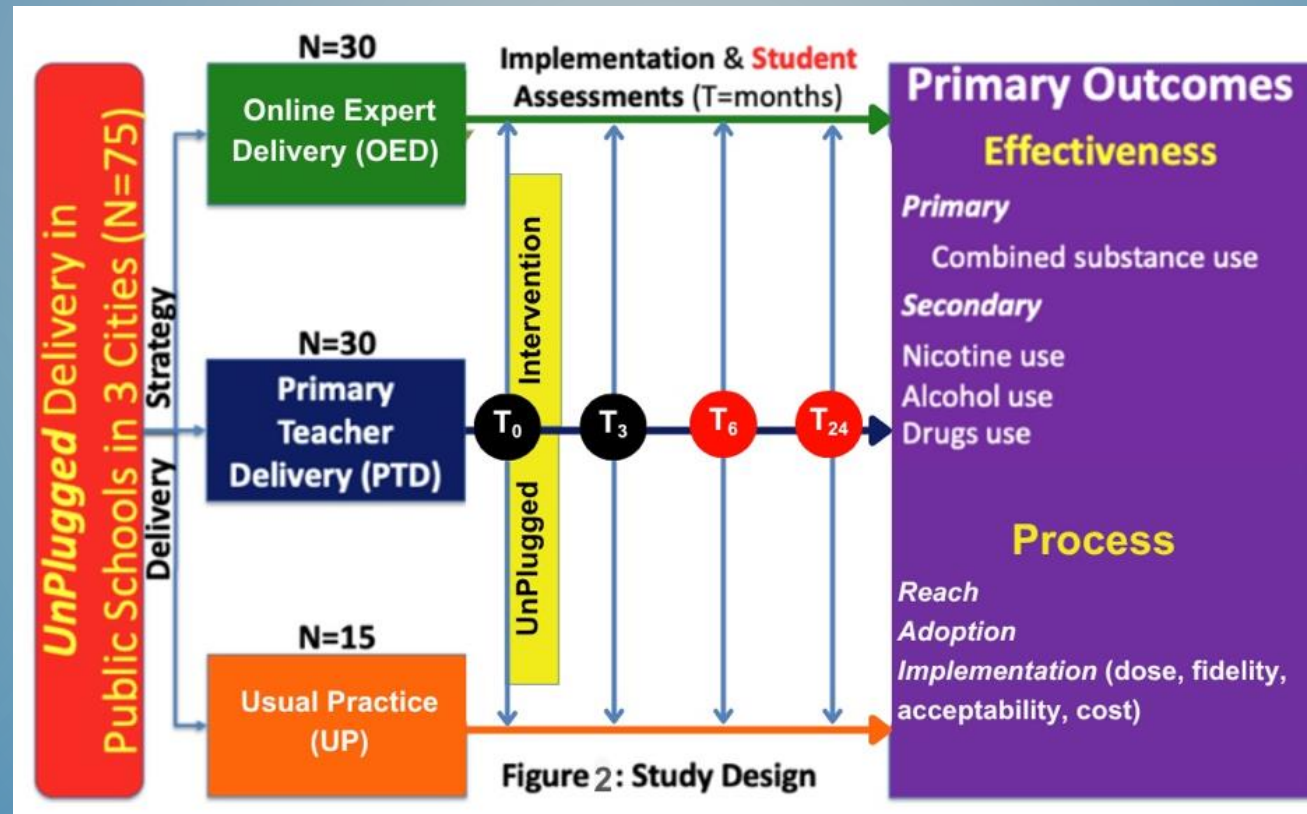 UnPlugged Delivery in
Public Schools in 3 Cities (N=75)
Delivery Strategy
N=30
Online Expert
Delivery (OED)
N=30
Primary
Teacher
Delivery (PTD)
N=15
Usual Practice
(UP)
Implementation & Student
Assessments (T=months)
UnPlugged Intervention
T₀
T₃
T₆
T₂₄
Figure 2: Study Design
Primary Outcomes
Effectiveness
Primary
Combined substance use
Secondary
Nicotine use
Alcohol use
Drugs use
Process
Reach
Adoption
Implementation (dose, fidelity,
acceptability, cost)